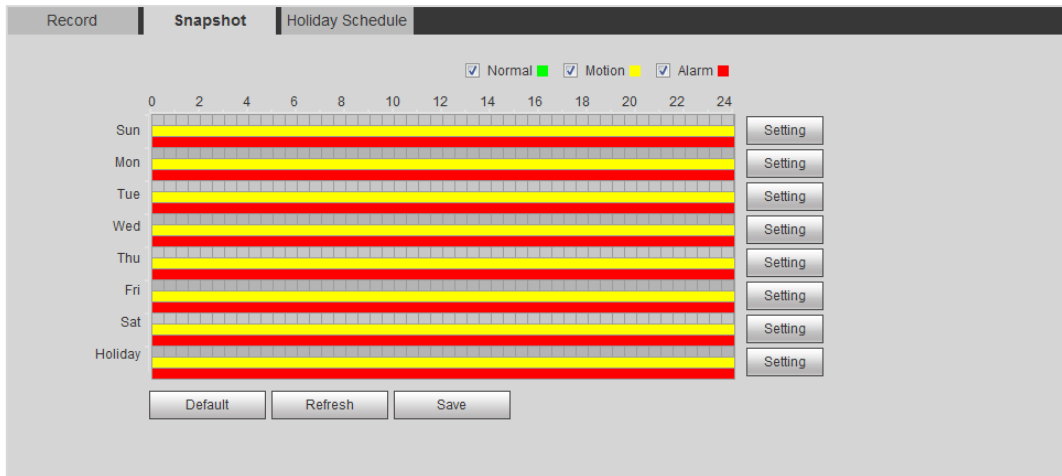 Record Snapshot Holiday Schedule
Normal Motion Alarm
0 2 4 6 8 10 12 14 16 18 20 22 24
Sun Setting
Mon Setting
Tue Setting
Wed Setting
Thu Setting
Fri Setting
Sat Setting
Holiday Setting
Default Refresh Save